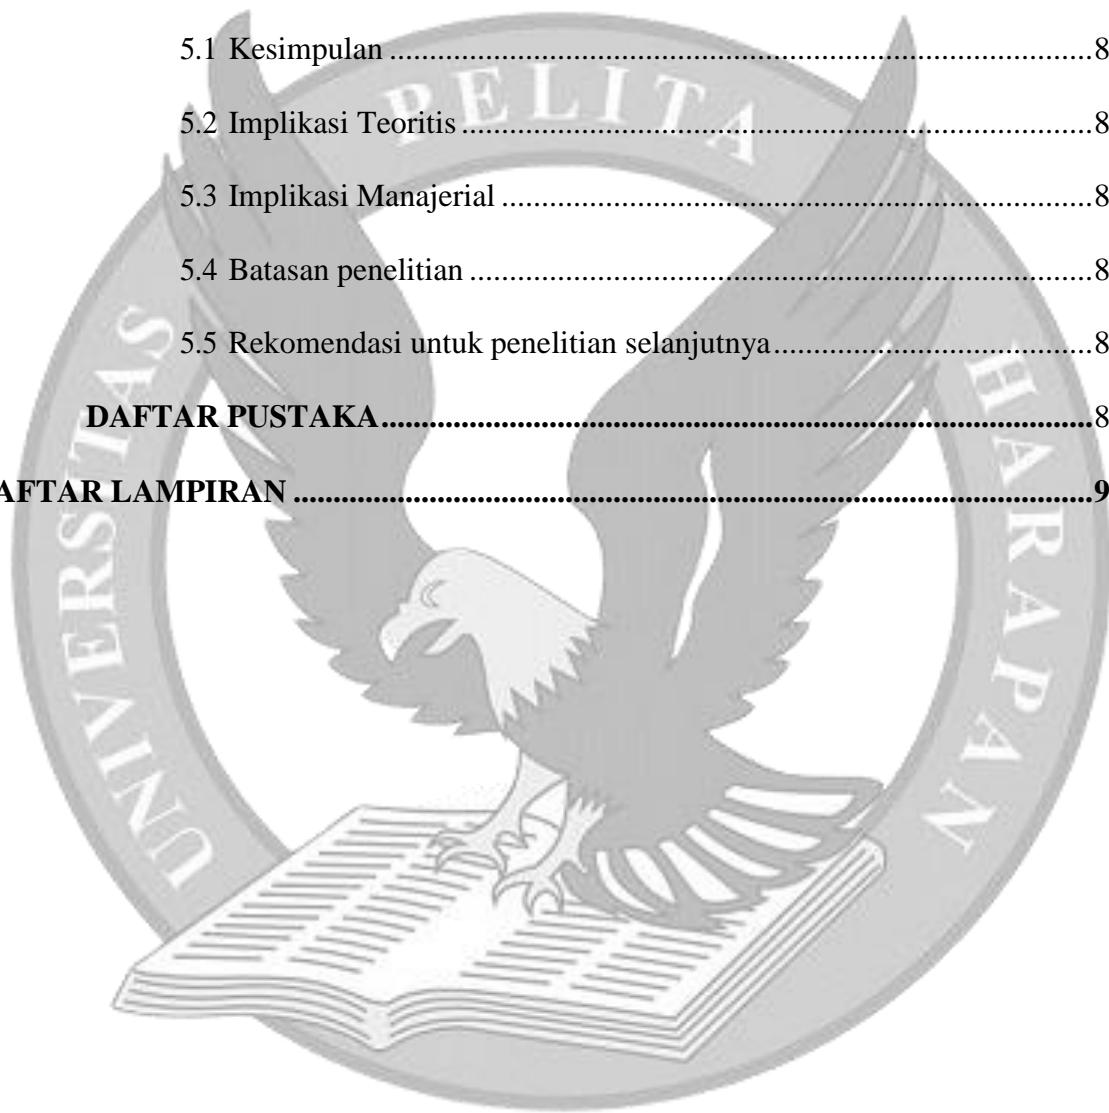 5.1 Kesimpulan ........................................................................................8
5.2 Implikasi Teoritis ...............................................................................8
5.3 Implikasi Manajerial ..........................................................................8
5.4 Batasan penelitian ..............................................................................8
5.5 Rekomendasi untuk penelitian selanjutnya ........................................8
DAFTAR PUSTAKA .........................................................................................8
AFTAR LAMPIRAN ....................................................................................................9
UNIVERSITAS PELITA HARAPAN